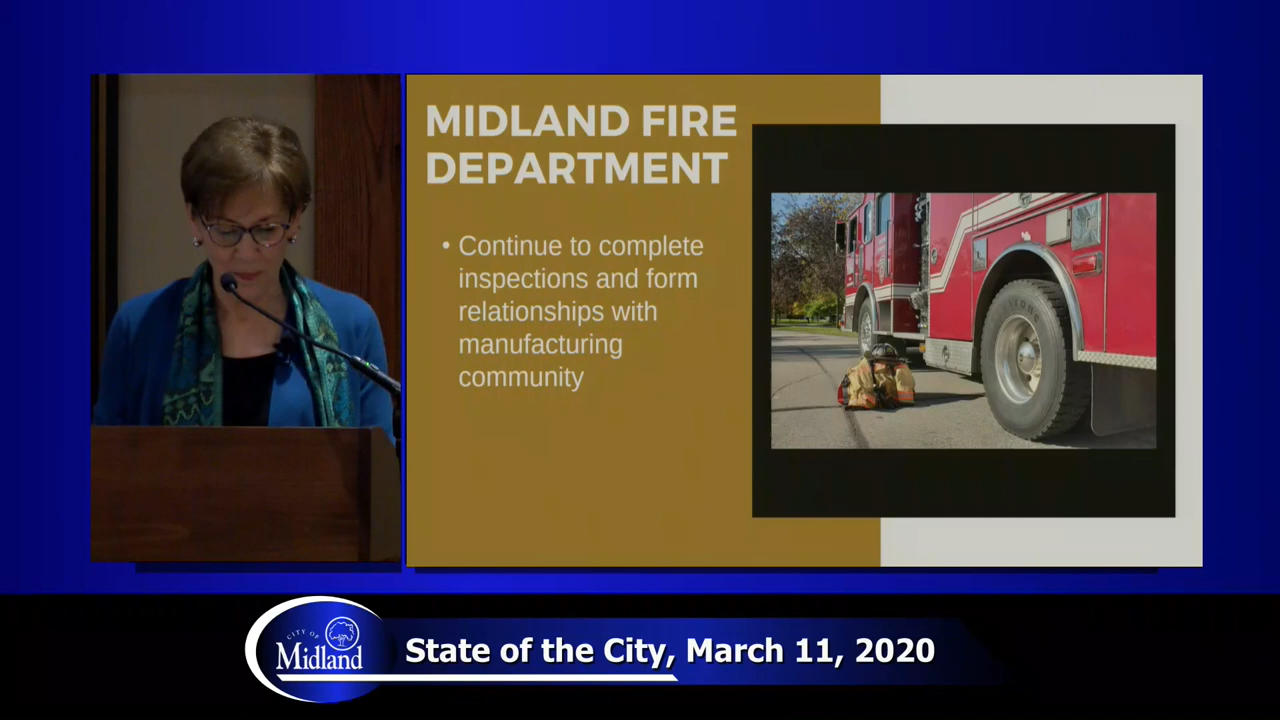 MIDLAND FIRE
DEPARTMENT
• Continue to complete
inspections and form
relationships with
manufacturing
community
CITY OF
Midland
State of the City, March 11, 2020